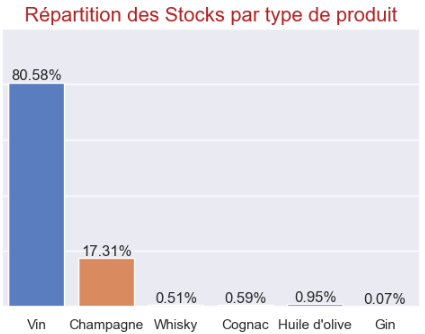 Répartition des Stocks par type de produit
80.58%
17.31%
0.51%
0.59%
0.95%
0.07%
Vin
Champagne
Whisky
Cognac
Huile d'olive
Gin